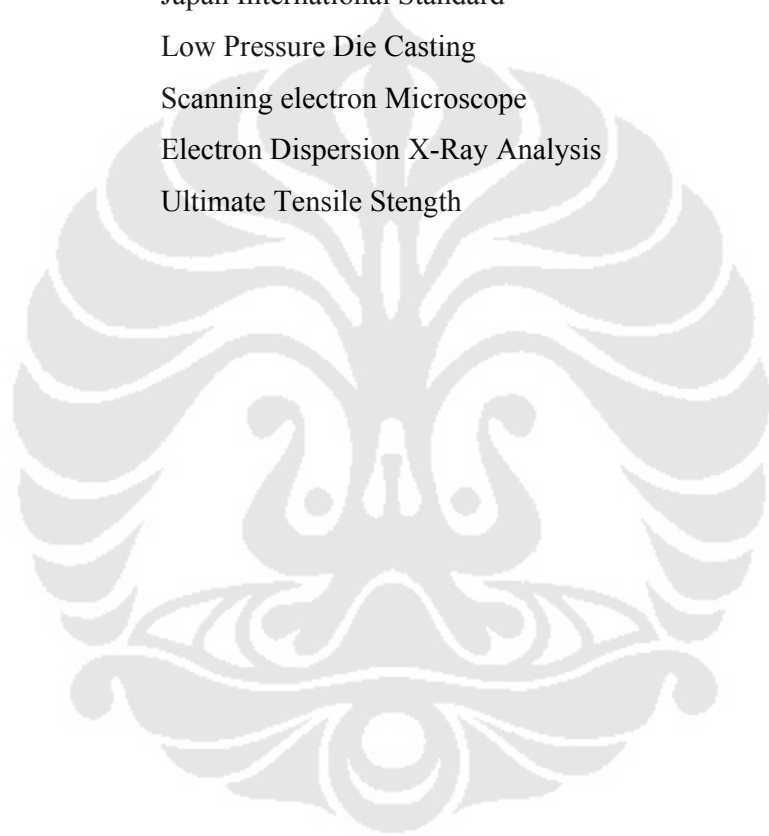 Japan International Standard
Low Pressure Die Casting
Scanning electron Microscope
Electron Dispersion X-Ray Analysis
Ultimate Tensile Stength